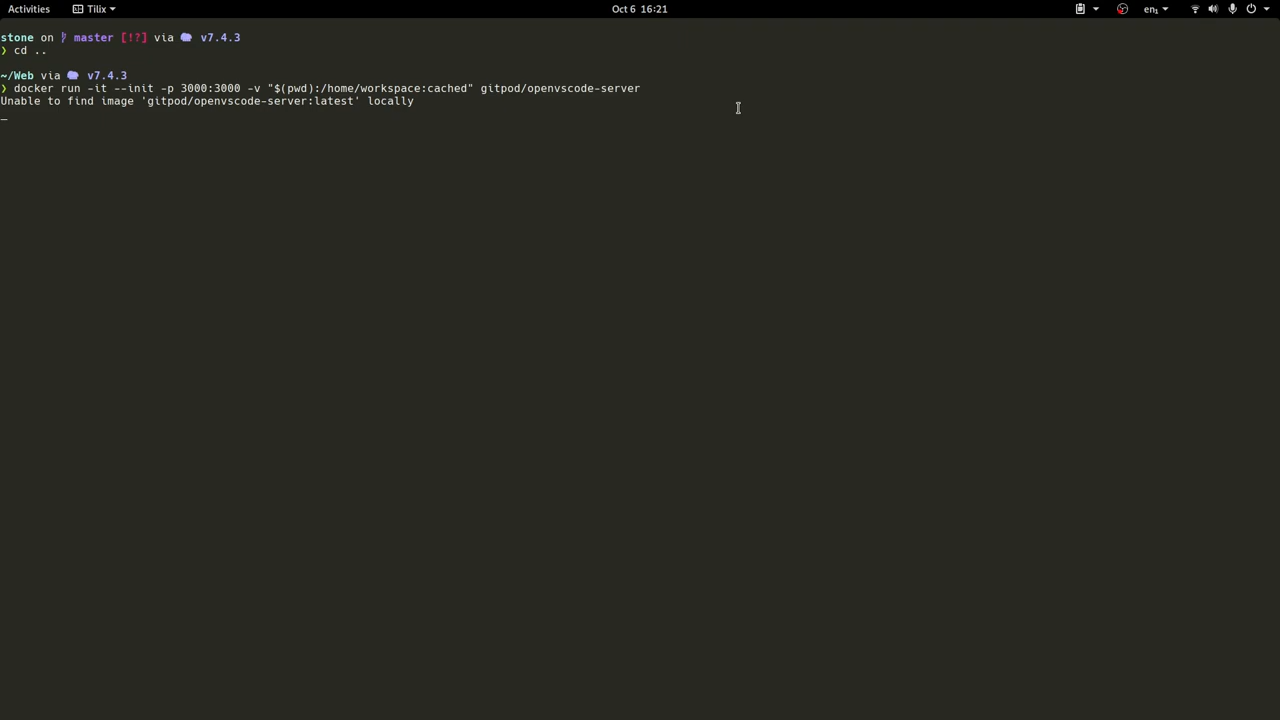 Activities Tilix Oct 6 16:21 en₁
stone on master [!?] via v7.4.3
❯ cd ..
~/Web via v7.4.3
❯ docker run -it --init -p 3000:3000 -v "$(pwd):/home/workspace:cached" gitpod/openvscode-server
Unable to find image 'gitpod/openvscode-server:latest' locally